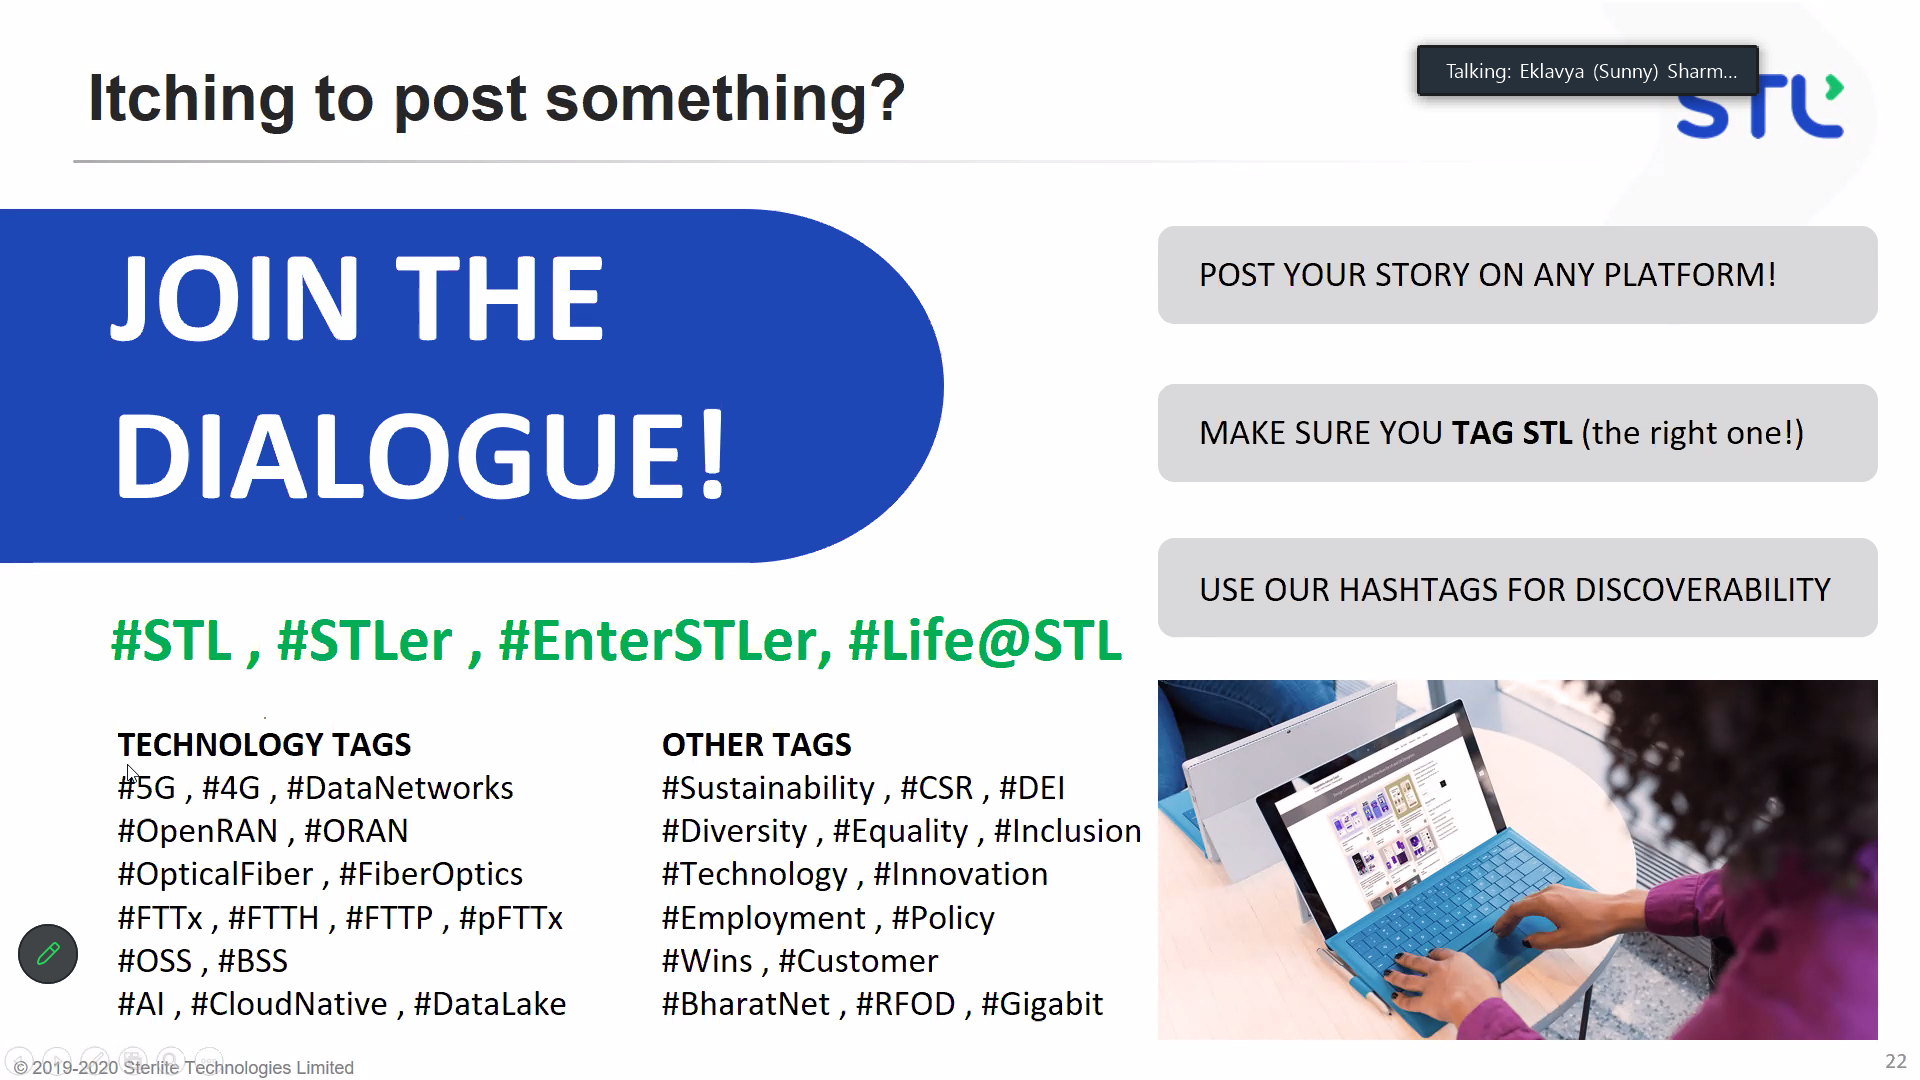 Itching to post something?
Talking: Eklavya (Sunny) Sharm...
STL
JOIN THE
DIALOGUE!
POST YOUR STORY ON ANY PLATFORM!
MAKE SURE YOU TAG STL (the right one!)
USE OUR HASHTAGS FOR DISCOVERABILITY
#STL , #STLer , #EnterSTLer, #Life@STL
TECHNOLOGY TAGS
#5G , #4G , #DataNetworks
#OpenRAN , #ORAN
#OpticalFiber , #FiberOptics
#FTTx , #FTTH , #FTTP , #pFTTx
#OSS , #BSS
#AI , #CloudNative , #DataLake
OTHER TAGS
#Sustainability , #CSR , #DEI
#Diversity , #Equality , #Inclusion
#Technology , #Innovation
#Employment , #Policy
#Wins , #Customer
#BharatNet , #RFOD , #Gigabit
© 2019-2020 Sterlite Technologies Limited
22